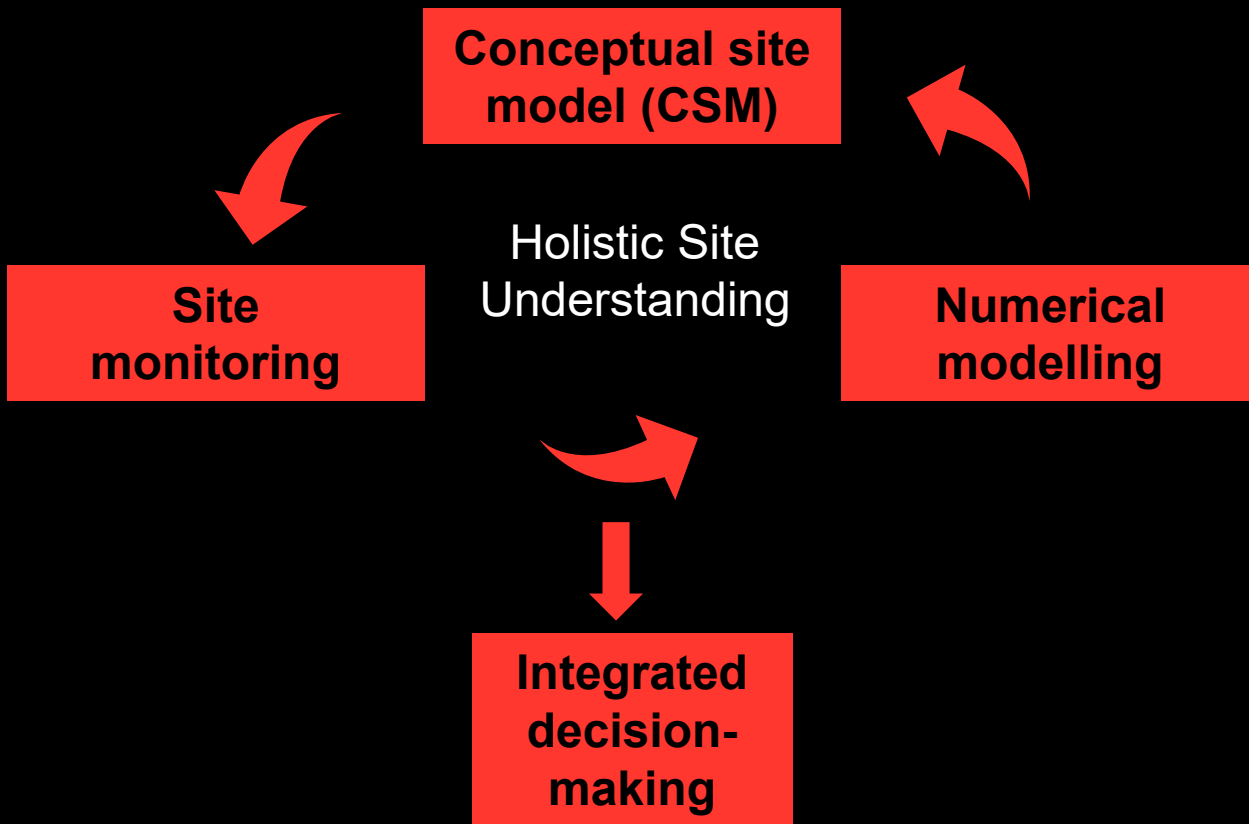 Conceptual site
model (CSM)
Holistic Site
Understanding
Site
monitoring
Numerical
modelling
Integrated
decision-
making